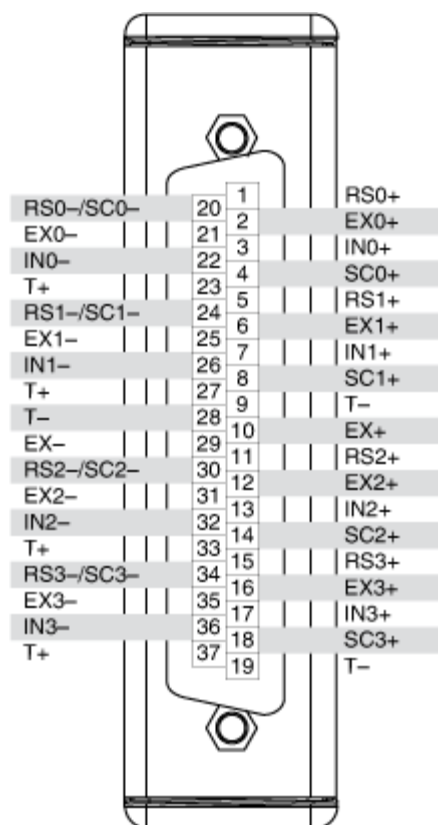 1 RS0+
RS0–/SC0– 20
2 EX0+
EX0– 21
3 IN0+
IN0– 22
4 SC0+
T+ 23
5 RS1+
RS1–/SC1– 24
6 EX1+
EX1– 25
7 IN1+
IN1– 26
8 SC1+
T+ 27
9 T–
T– 28
10 EX+
EX– 29
11 RS2+
RS2–/SC2– 30
12 EX2+
EX2– 31
13 IN2+
IN2– 32
14 SC2+
T+ 33
15 RS3+
RS3–/SC3– 34
16 EX3+
EX3– 35
17 IN3+
IN3– 36
18 SC3+
T+ 37
19 T–